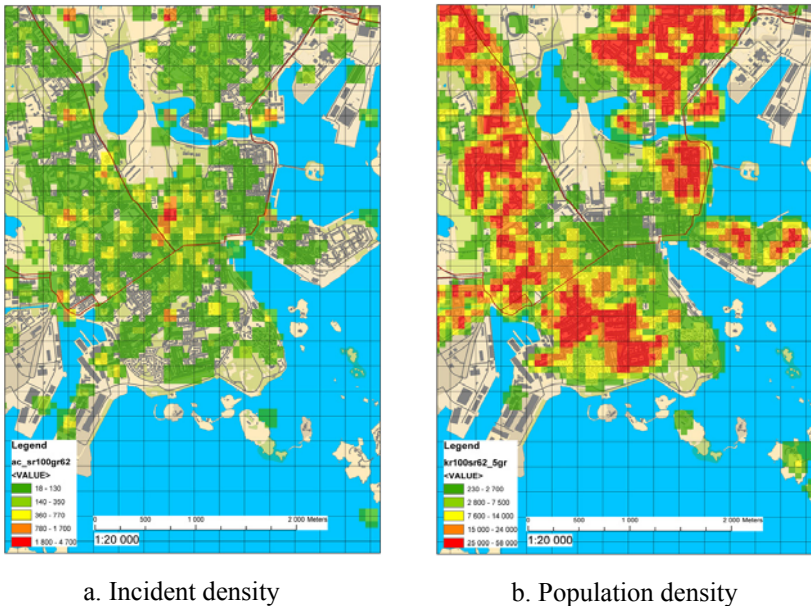 Legend
ac_sr100gr62
<VALUE>
18 - 130
140 - 350
360 - 770
780 - 1 700
1 800 - 4 700
0 500 1 000 2 000 Meters
1:20 000
a. Incident density
Legend
kr100sr62_5gr
<VALUE>
230 - 2 700
2 800 - 7 500
7 600 - 14 000
15 000 - 24 000
25 000 - 58 000
0 500 1 000 2 000 Meters
1:20 000
b. Population density